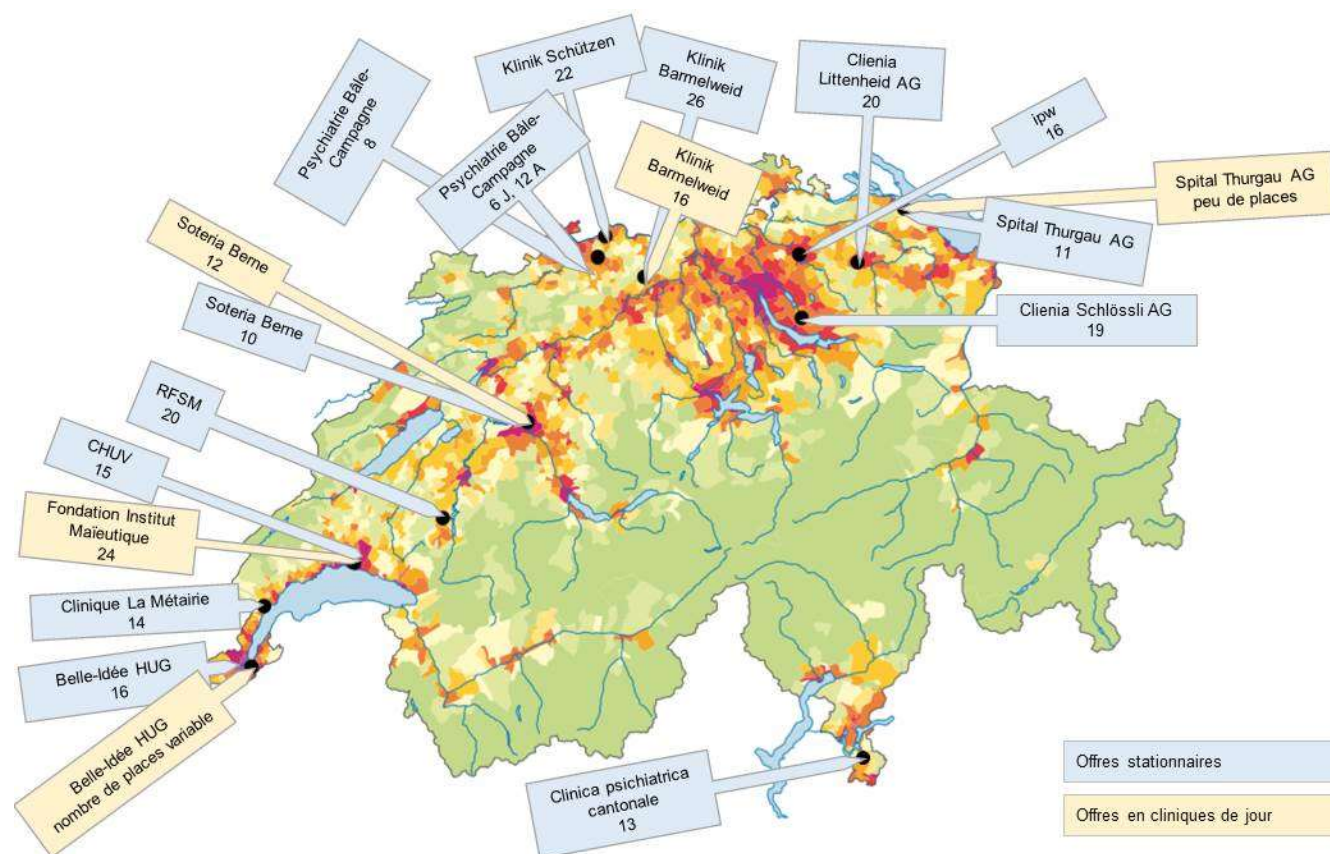 Klinik Schützen
22
Klinik
Barmelweid
26
Clienia
Littenheid AG
20
ipw
16
Psychiatrie Bâle-
Campagne
8
Psychiatrie Bâle-
Campagne
6 J, 12 A
Klinik
Barmelweid
16
Spital Thurgau AG
peu de places
Spital Thurgau AG
11
Soteria Berne
12
Soteria Berne
10
Clienia Schlössli AG
19
RFSM
20
CHUV
15
Fondation Institut
Maïeutique
24
Clinique La Métairie
14
Belle-Idée HUG
16
Belle-Idée HUG
nombre de places variable
Clinica psichiatrica
cantonale
13
Offres stationnaires
Offres en cliniques de jour